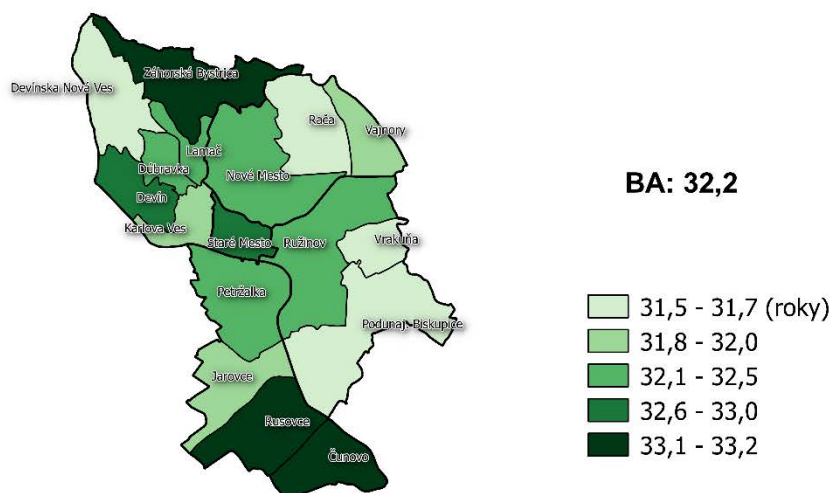 Záhorská Bystrica
Devínska Nová Ves
Rača
Vajnory
Lamač
Dúbravka
Nové Mesto
Devín
Karlova Ves
Staré Mesto
Ružinov
Vrakuňa
Petržalka
Podunaj. Biskupice
Jarovce
Rusovce
Čunovo
BA: 32,2
31,5 - 31,7 (roky)
31,8 - 32,0
32,1 - 32,5
32,6 - 33,0
33,1 - 33,2